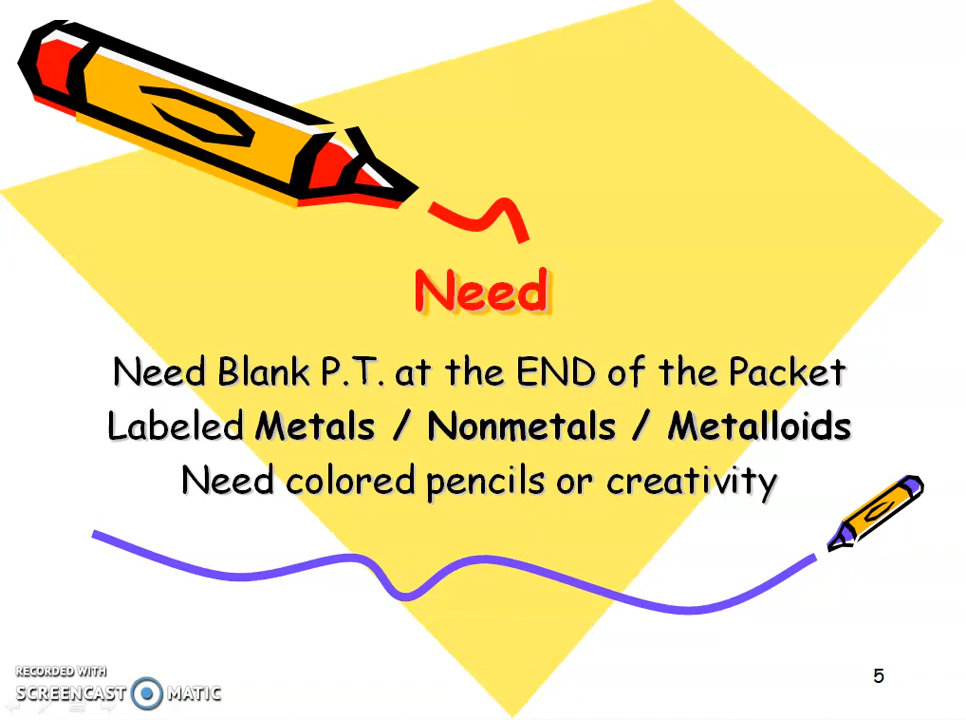 Need
Need Blank P.T. at the END of the Packet
Labeled Metals / Nonmetals / Metalloids
Need colored pencils or creativity
RECORDED WITH
SCREENCAST MATIC
5